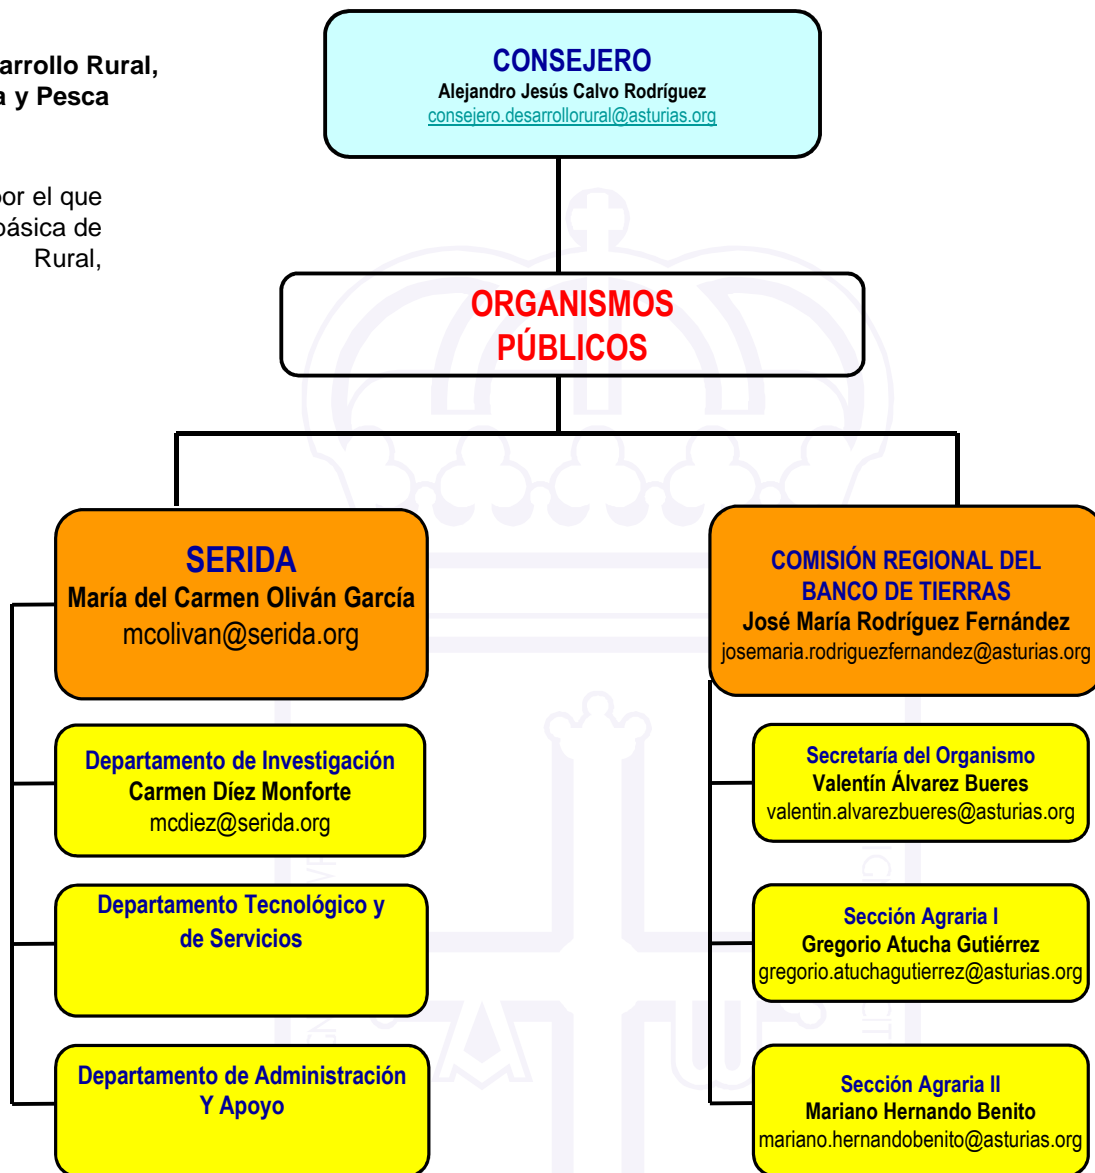 arrollo Rural,
a y Pesca
por el que
básica de
Rural,
CONSEJERO
Alejandro Jesús Calvo Rodríguez
consejero.desarrollorural@asturias.org
ORGANISMOS
PÚBLICOS
SERIDA
María del Carmen Oliván García
mcolivan@serida.org
Departamento de Investigación
Carmen Díez Monforte
mcdiez@serida.org
Departamento Tecnológico y
de Servicios
Departamento de Administración
Y Apoyo
COMISIÓN REGIONAL DEL
BANCO DE TIERRAS
José María Rodríguez Fernández
josemaria.rodriguezfernandez@asturias.org
Secretaría del Organismo
Valentín Álvarez Bueres
valentin.alvarezbueres@asturias.org
Sección Agraria I
Gregorio Atucha Gutiérrez
gregorio.atuchagutierrez@asturias.org
Sección Agraria II
Mariano Hernando Benito
mariano.hernandobenito@asturias.org